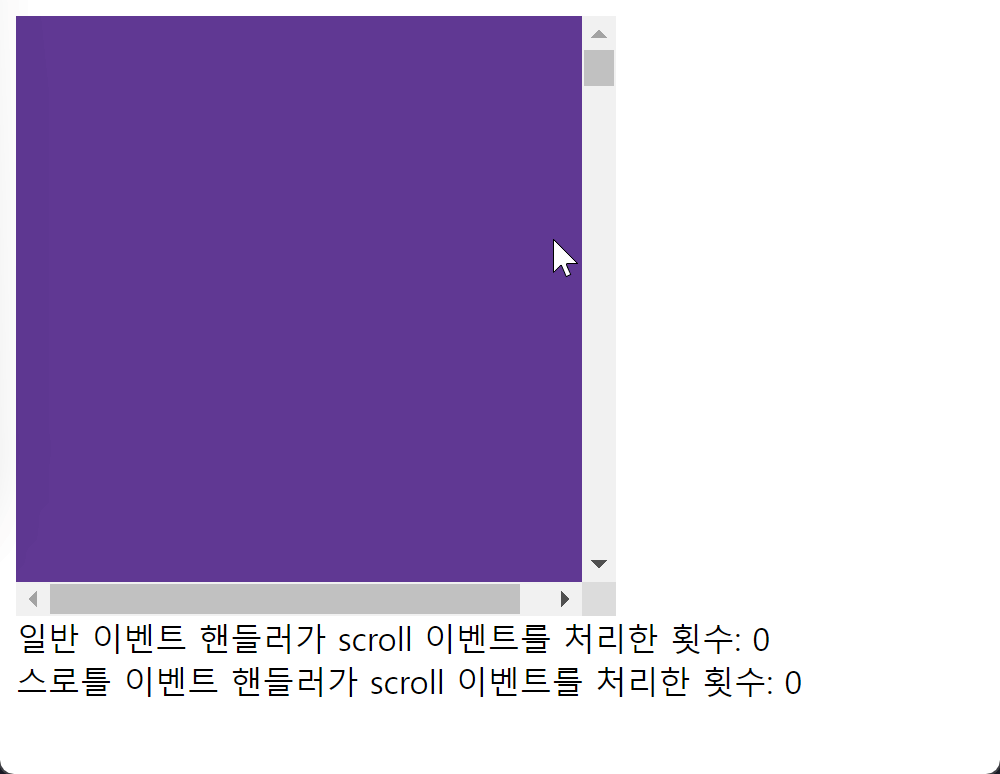 일반 이벤트 핸들러가 scroll 이벤트를 처리한 횟수: 0
스로틀 이벤트 핸들러가 scroll 이벤트를 처리한 횟수: 0